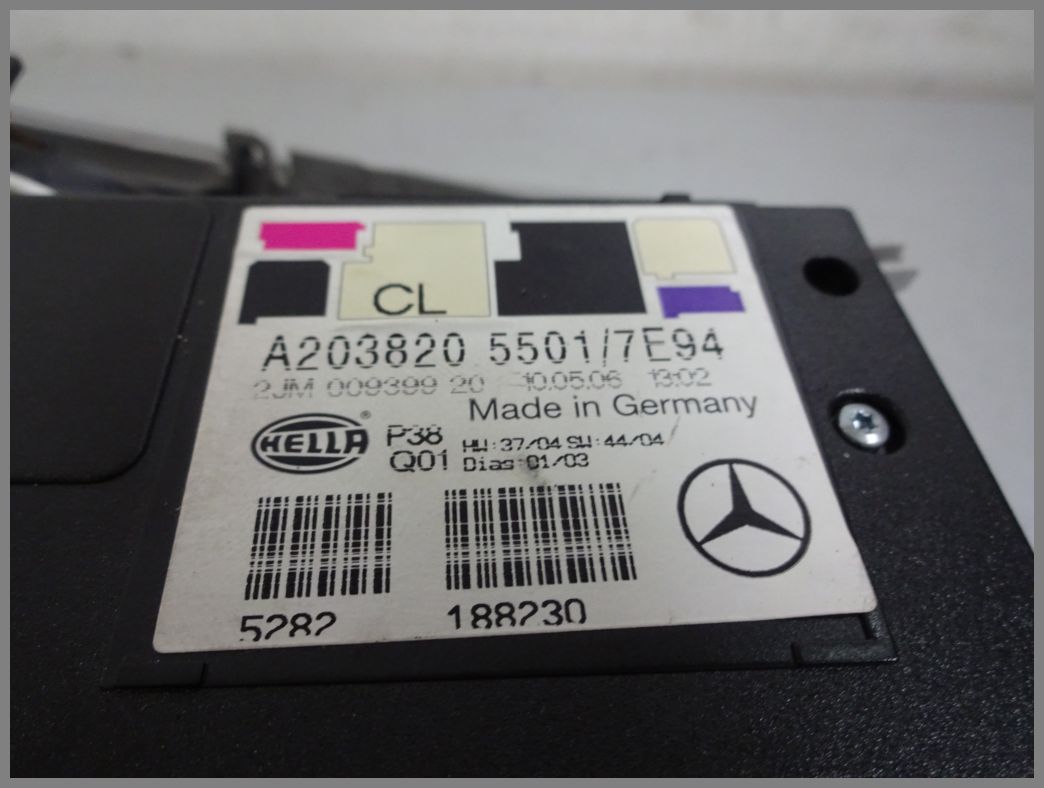 CL
A203820 5501/7E94
2JM 009399 20 10.05.06 13:02
Made in Germany
HELLA®
P38 HW:37/04 SW:44/04
Q01 Dias:01/03
5282 188230